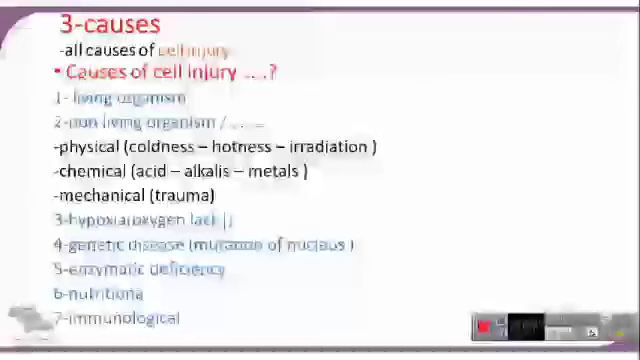 3-causes
-all causes of cell injury
• Causes of cell injury ....?
1- living organism
2-non living organism / ......
-physical (coldness – hotness – irradiation )
-chemical (acid – alkalis – metals )
-mechanical (trauma)
3-hypoxia(oxygen lack )
4-genetic disease (mutation of nucleus )
5-enzymatic deficiency
6-nutritiona
7-immunological